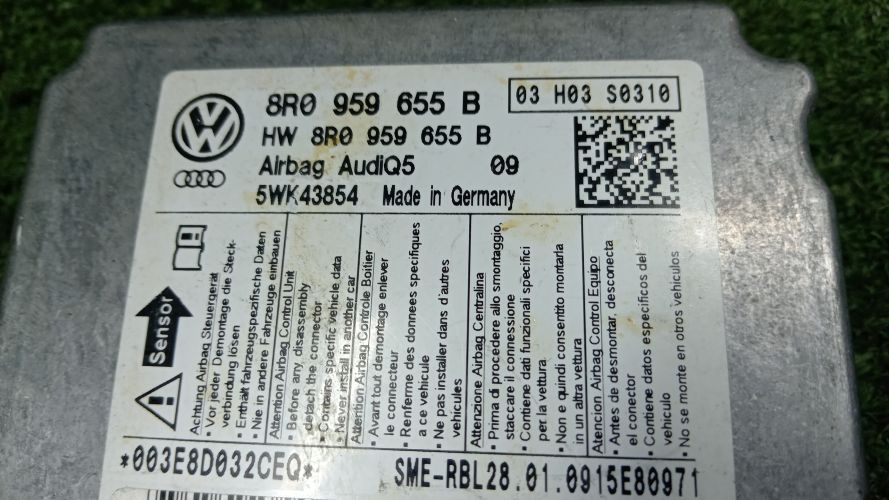 8R0 959 655 B
03 H03 S0310
HW 8R0 959 655 B
Airbag AudiQ5 09
5WK43854 Made in Germany
Sensor
Achtung Airbag Steuergerät
• Vor jeder Demontage die Steck-
verbindung lösen
• Enthält fahrzeugspezifische Daten
• Nie in andere Fahrzeuge einbauen
Attention Airbag Control Unit
• Before any disassembly
detach the connector
• Contains specific vehicle data
• Never install in another car
Attention Airbag Controle Boitier
• Avant tout demontage enlever
le connecteur
• Renferme des donnees specifiques
a ce vehicule
• Ne pas installer dans d'autres
vehicules
Attenzione Airbag Centralina
• Prima di procedere allo smontaggio,
staccare il connessione
• Contiene dati funzionali specifici
per la vettura
• Non e quindi consentito montarla
in un altra vettura
Atencion Airbag Control Equipo
• Antes de desmontar, desconecta
el conector
• Contiene datos especificos del
vehiculo
• No se monte en otros vehiculos
*003E8D032CEQ*
SME-RBL28.01.0915E80971